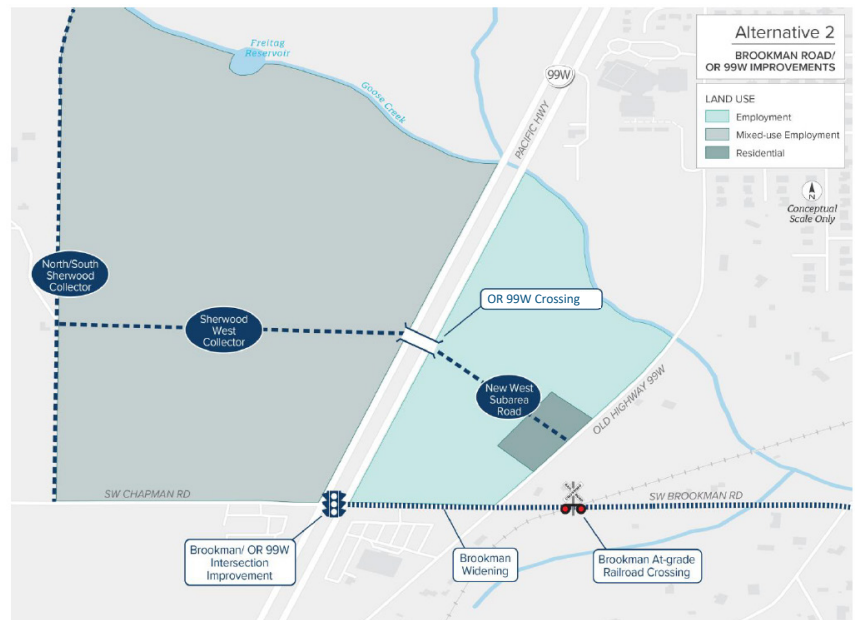 Alternative 2
BROOKMAN ROAD/
OR 99W IMPROVEMENTS
LAND USE
Employment
Mixed-use Employment
Residential
N
Conceptual
Scale Only
Freitag
Reservoir
Goose Creek
99W
PACIFIC HWY
North/South
Sherwood
Collector
Sherwood
West
Collector
OR 99W Crossing
New West
Subarea
Road
OLD HIGHWAY 99W
SW CHAPMAN RD
SW BROOKMAN RD
Brookman/ OR 99W
Intersection
Improvement
Brookman
Widening
Brookman At-grade
Railroad Crossing